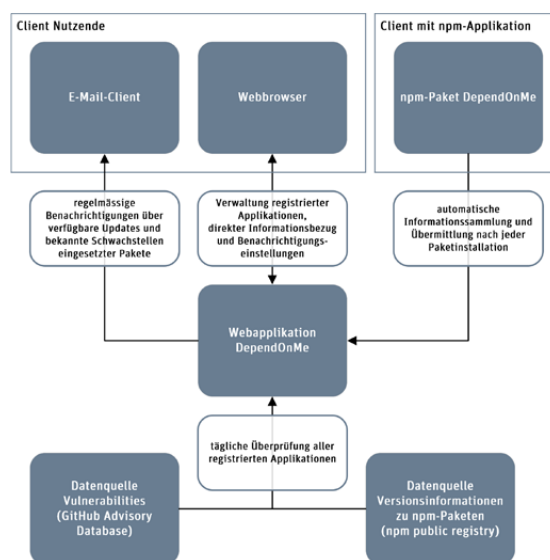 Client Nutzende
Client mit npm-Applikation
E-Mail-Client
Webbrowser
npm-Paket DependOnMe
regelmässige
Benachrichtigungen über
verfügbare Updates und
bekannte Schwachstellen
eingesetzter Pakete
Verwaltung registrierter
Applikationen,
direkter Informationsbezug
und Benachrichtigungs-
einstellungen
automatische
Informationssammlung und
Übermittlung nach jeder
Paketinstallation
Webapplikation
DependOnMe
tägliche Überprüfung aller
registrierten Applikationen
Datenquelle
Vulnerabilities
(GitHub Advisory
Database)
Datenquelle
Versionsinformationen
zu npm-Paketen
(npm public registry)